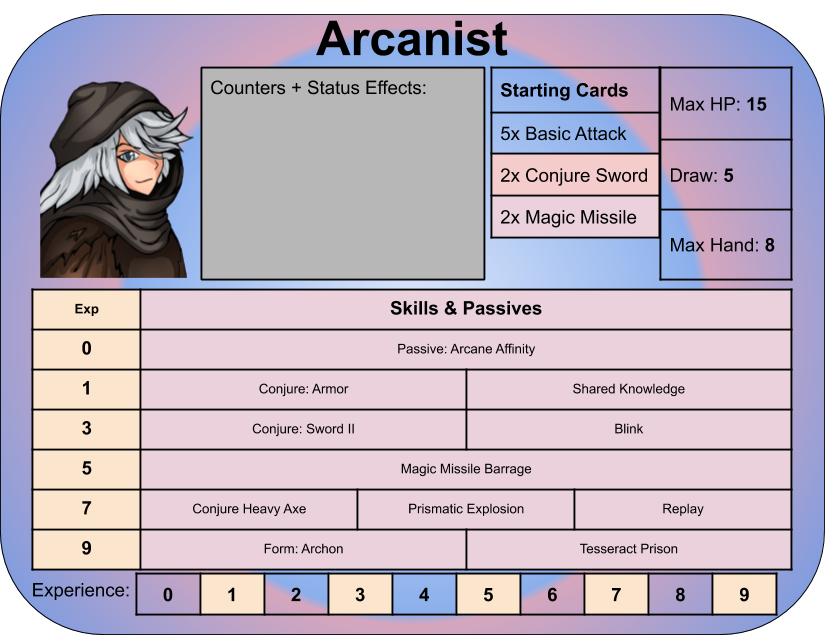 Arcanist
Counters + Status Effects:
Starting Cards
5x Basic Attack
2x Conjure Sword
2x Magic Missile
Max HP: 15
Draw: 5
Max Hand: 8
Exp
Skills & Passives
0
Passive: Arcane Affinity
1
Conjure: Armor
Shared Knowledge
3
Conjure: Sword II
Blink
5
Magic Missile Barrage
7
Conjure Heavy Axe
Prismatic Explosion
Replay
9
Form: Archon
Tesseract Prison
Experience: 0 1 2 3 4 5 6 7 8 9